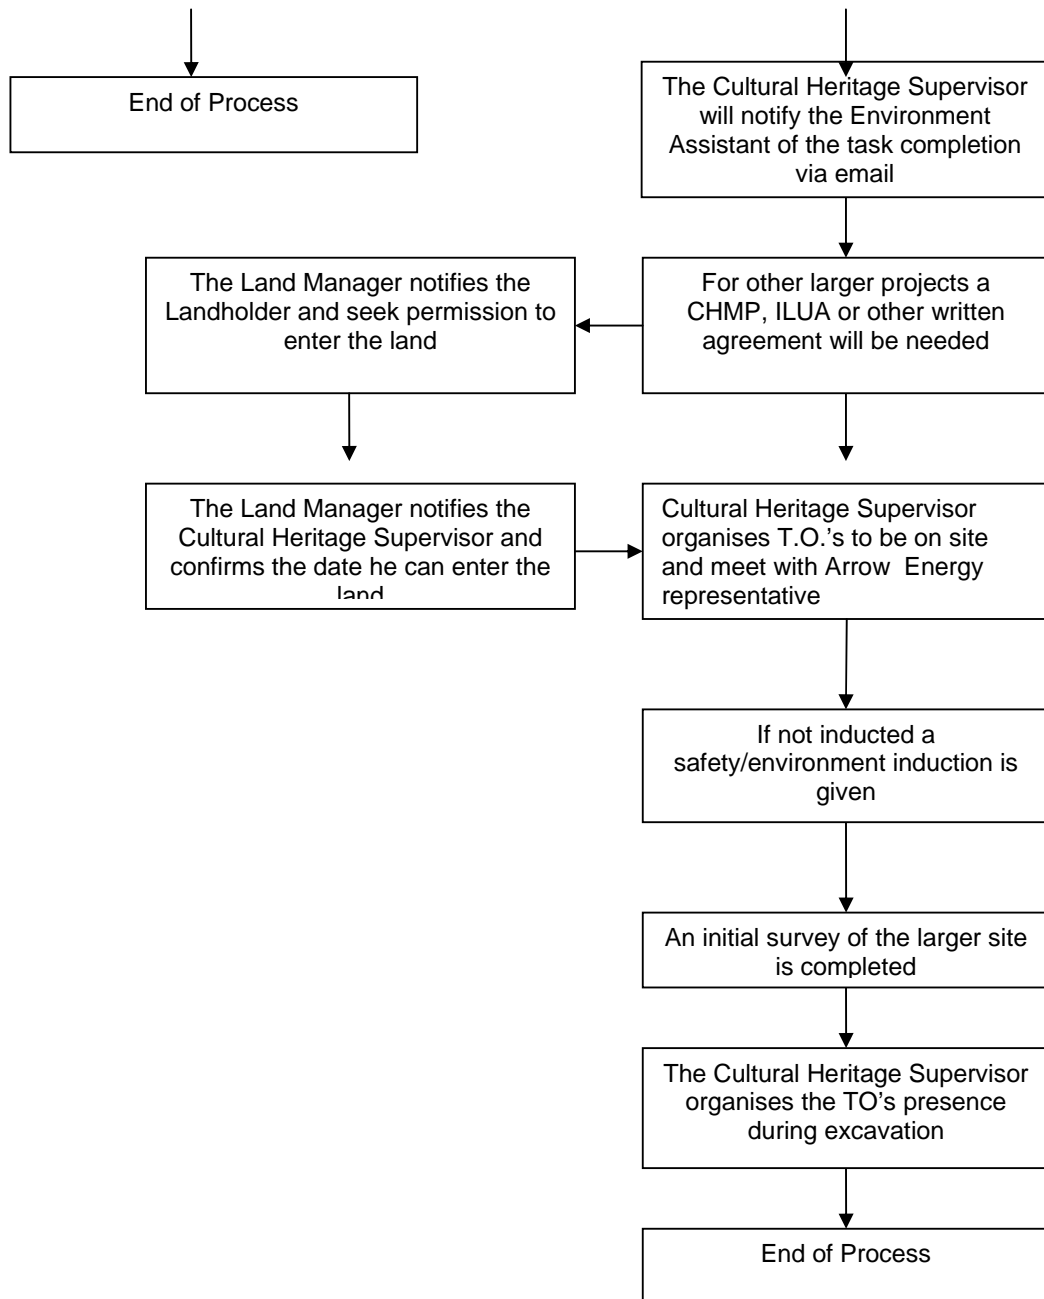 End of Process
The Cultural Heritage Supervisor
will notify the Environment
Assistant of the task completion
via email
The Land Manager notifies the
Landholder and seek permission to
enter the land
For other larger projects a
CHMP, ILUA or other written
agreement will be needed
The Land Manager notifies the
Cultural Heritage Supervisor and
confirms the date he can enter the
land
Cultural Heritage Supervisor
organises T.O.'s to be on site
and meet with Arrow Energy
representative
If not inducted a
safety/environment induction is
given
An initial survey of the larger site
is completed
The Cultural Heritage Supervisor
organises the TO's presence
during excavation
End of Process